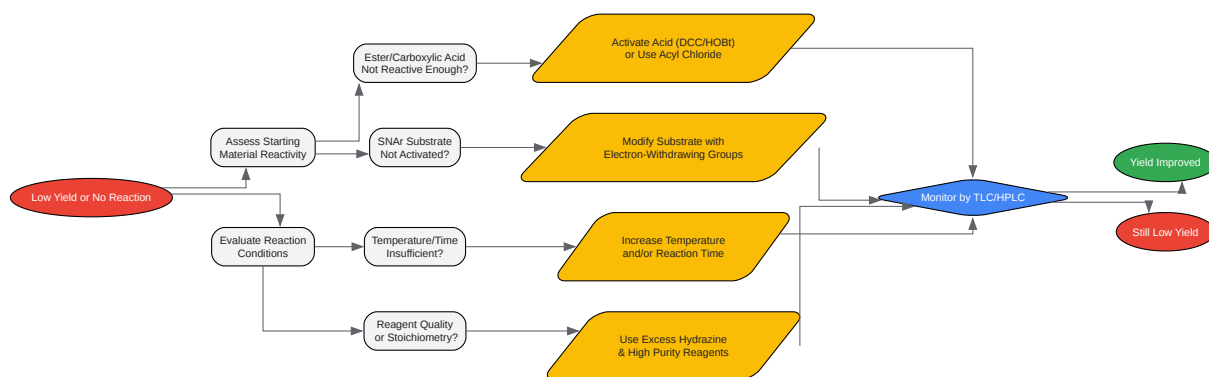 Ester/Carboxylic Acid
Not Reactive Enough?
Activate Acid (DCC/HOBt)
or Use Acyl Chloride
Assess Starting
Material Reactivity
SNAr Substrate
Not Activated?
Modify Substrate with
Electron-Withdrawing Groups
Low Yield or No Reaction
Monitor by TLC/HPLC
Yield Improved
Still Low Yield
Evaluate Reaction
Conditions
Temperature/Time
Insufficient?
Increase Temperature
and/or Reaction Time
Reagent Quality
or Stoichiometry?
Use Excess Hydrazine
& High Purity Reagents